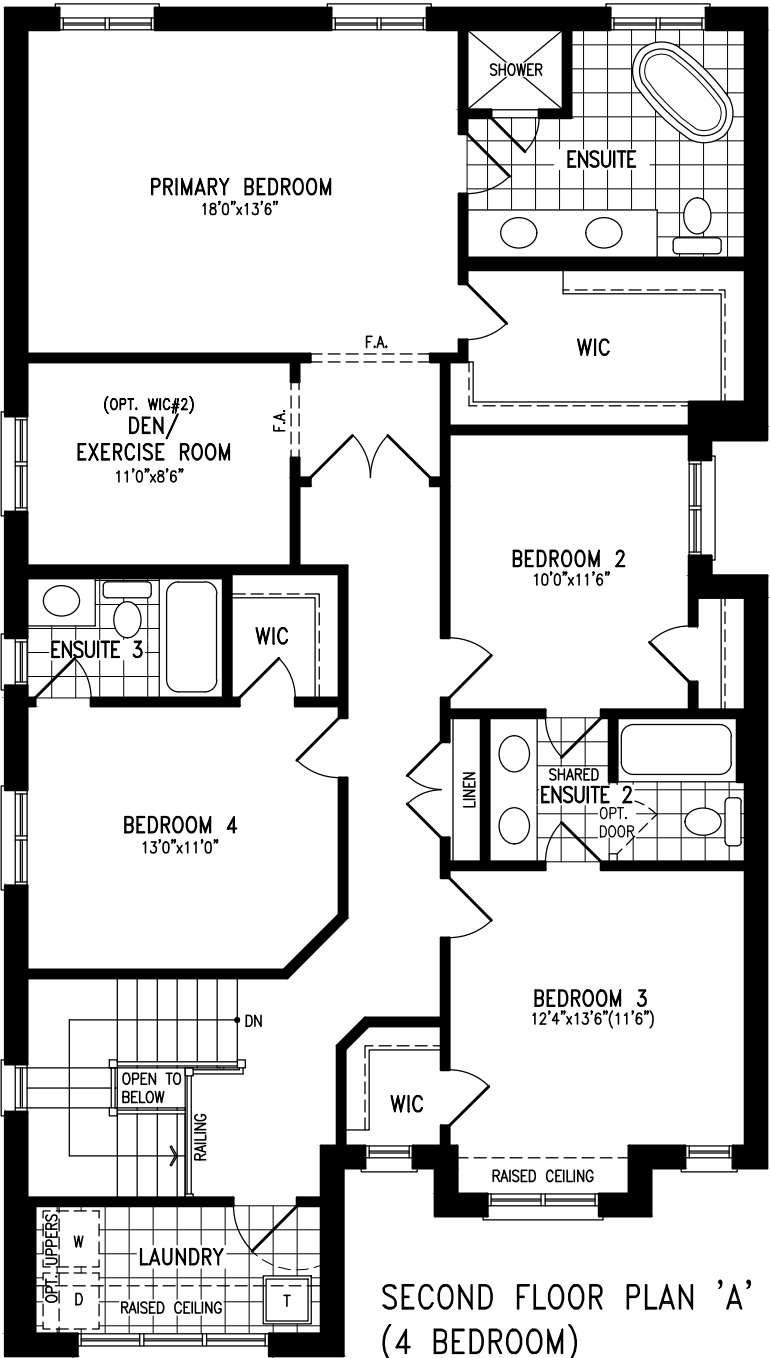 SHOWER
ENSUITE
PRIMARY BEDROOM
18'0"x13'6"
F.A.
WIC
(OPT. WIC#2)
DEN/
EXERCISE ROOM
11'0"x8'6"
F.A.
BEDROOM 2
10'0"x11'6"
ENSUITE 3
WIC
LINEN
SHARED
ENSUITE 2
OPT.
DOOR
BEDROOM 4
13'0"x11'0"
BEDROOM 3
12'4"x13'6"(11'6")
DN
OPEN TO
BELOW
RAILING
WIC
RAISED CEILING
OPT. UPPERS
W
D
LAUNDRY
RAISED CEILING
T
SECOND FLOOR PLAN 'A'
(4 BEDROOM)